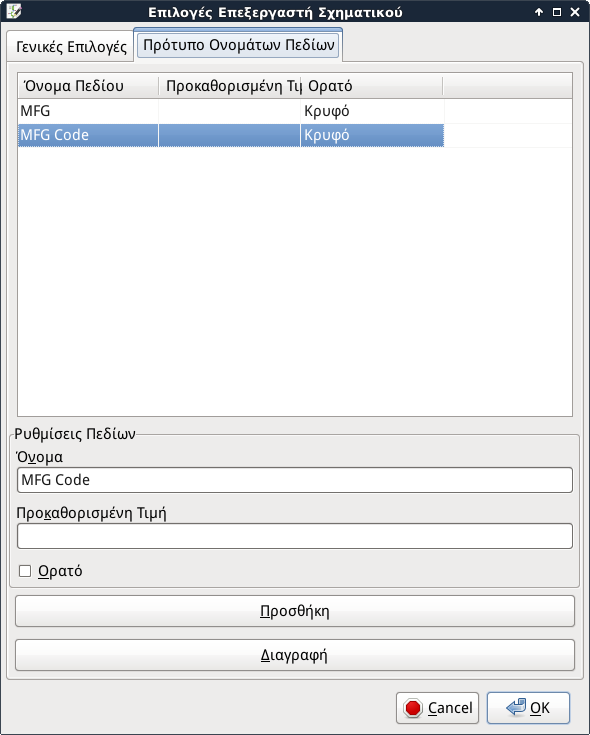 Επιλογές Επεξεργαστή Σχηματικού
Γενικές Επιλογές Πρότυπο Ονομάτων Πεδίων
Όνομα Πεδίου Προκαθορισμένη Τι Ορατό
MFG Κρυφό
MFG Code Κρυφό
Ρυθμίσεις Πεδίων
Όνομα
MFG Code
Προκαθορισμένη Τιμή
Ορατό
Προσθήκη
Διαγραφή
Cancel OK